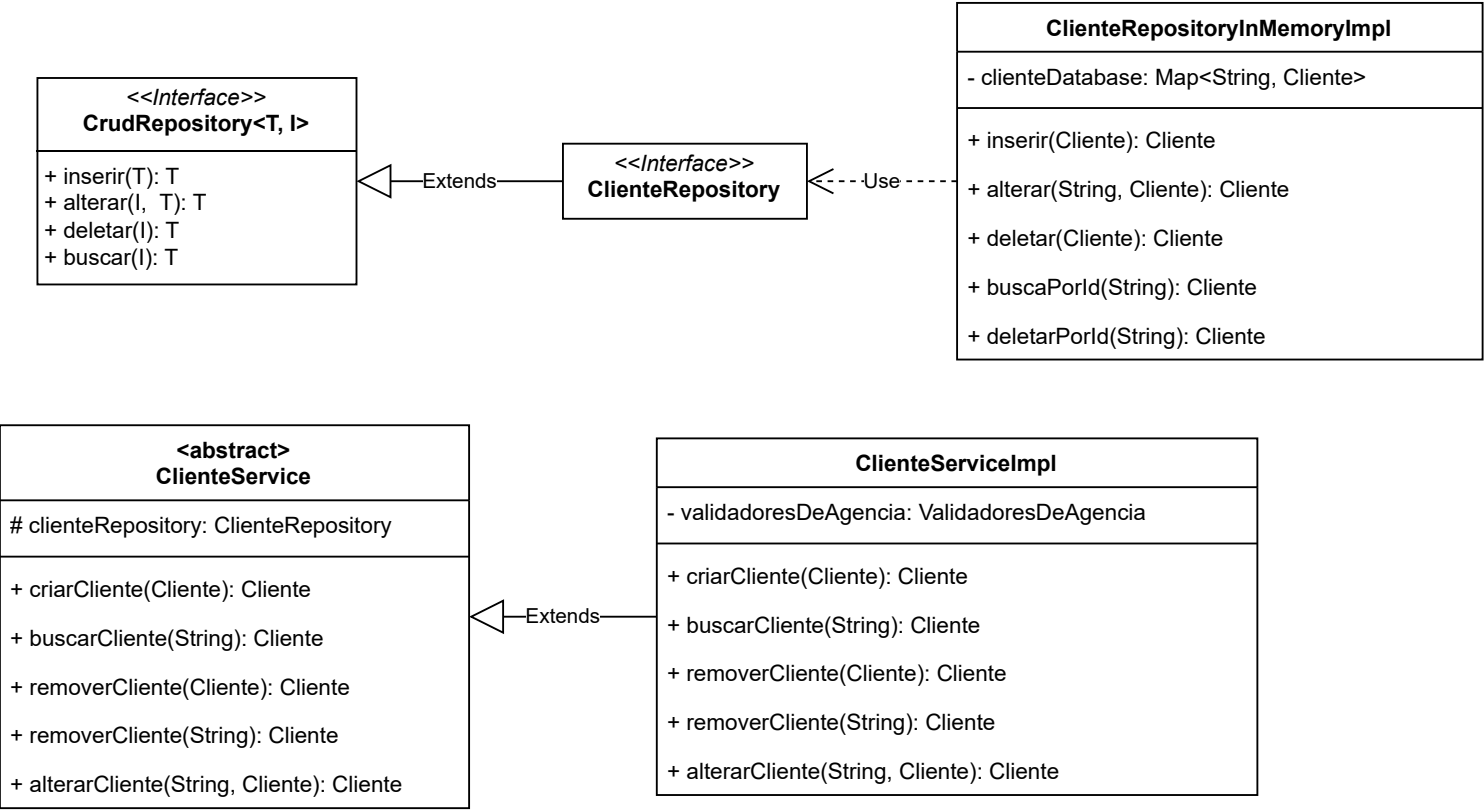 <<Interface>>
CrudRepository<T, I>
+ inserir(T): T
+ alterar(I,  T): T
+ deletar(I): T
+ buscar(I): T
Extends
<<Interface>>
ClienteRepository
Use
ClienteRepositoryInMemoryImpl
- clienteDatabase: Map<String, Cliente>
+ inserir(Cliente): Cliente
+ alterar(String, Cliente): Cliente
+ deletar(Cliente): Cliente
+ buscaPorId(String): Cliente
+ deletarPorId(String): Cliente
<abstract>
ClienteService
# clienteRepository: ClienteRepository
+ criarCliente(Cliente): Cliente
+ buscarCliente(String): Cliente
+ removerCliente(Cliente): Cliente
+ removerCliente(String): Cliente
+ alterarCliente(String, Cliente): Cliente
Extends
ClienteServiceImpl
- validadoresDeAgencia: ValidadoresDeAgencia
+ criarCliente(Cliente): Cliente
+ buscarCliente(String): Cliente
+ removerCliente(Cliente): Cliente
+ removerCliente(String): Cliente
+ alterarCliente(String, Cliente): Cliente